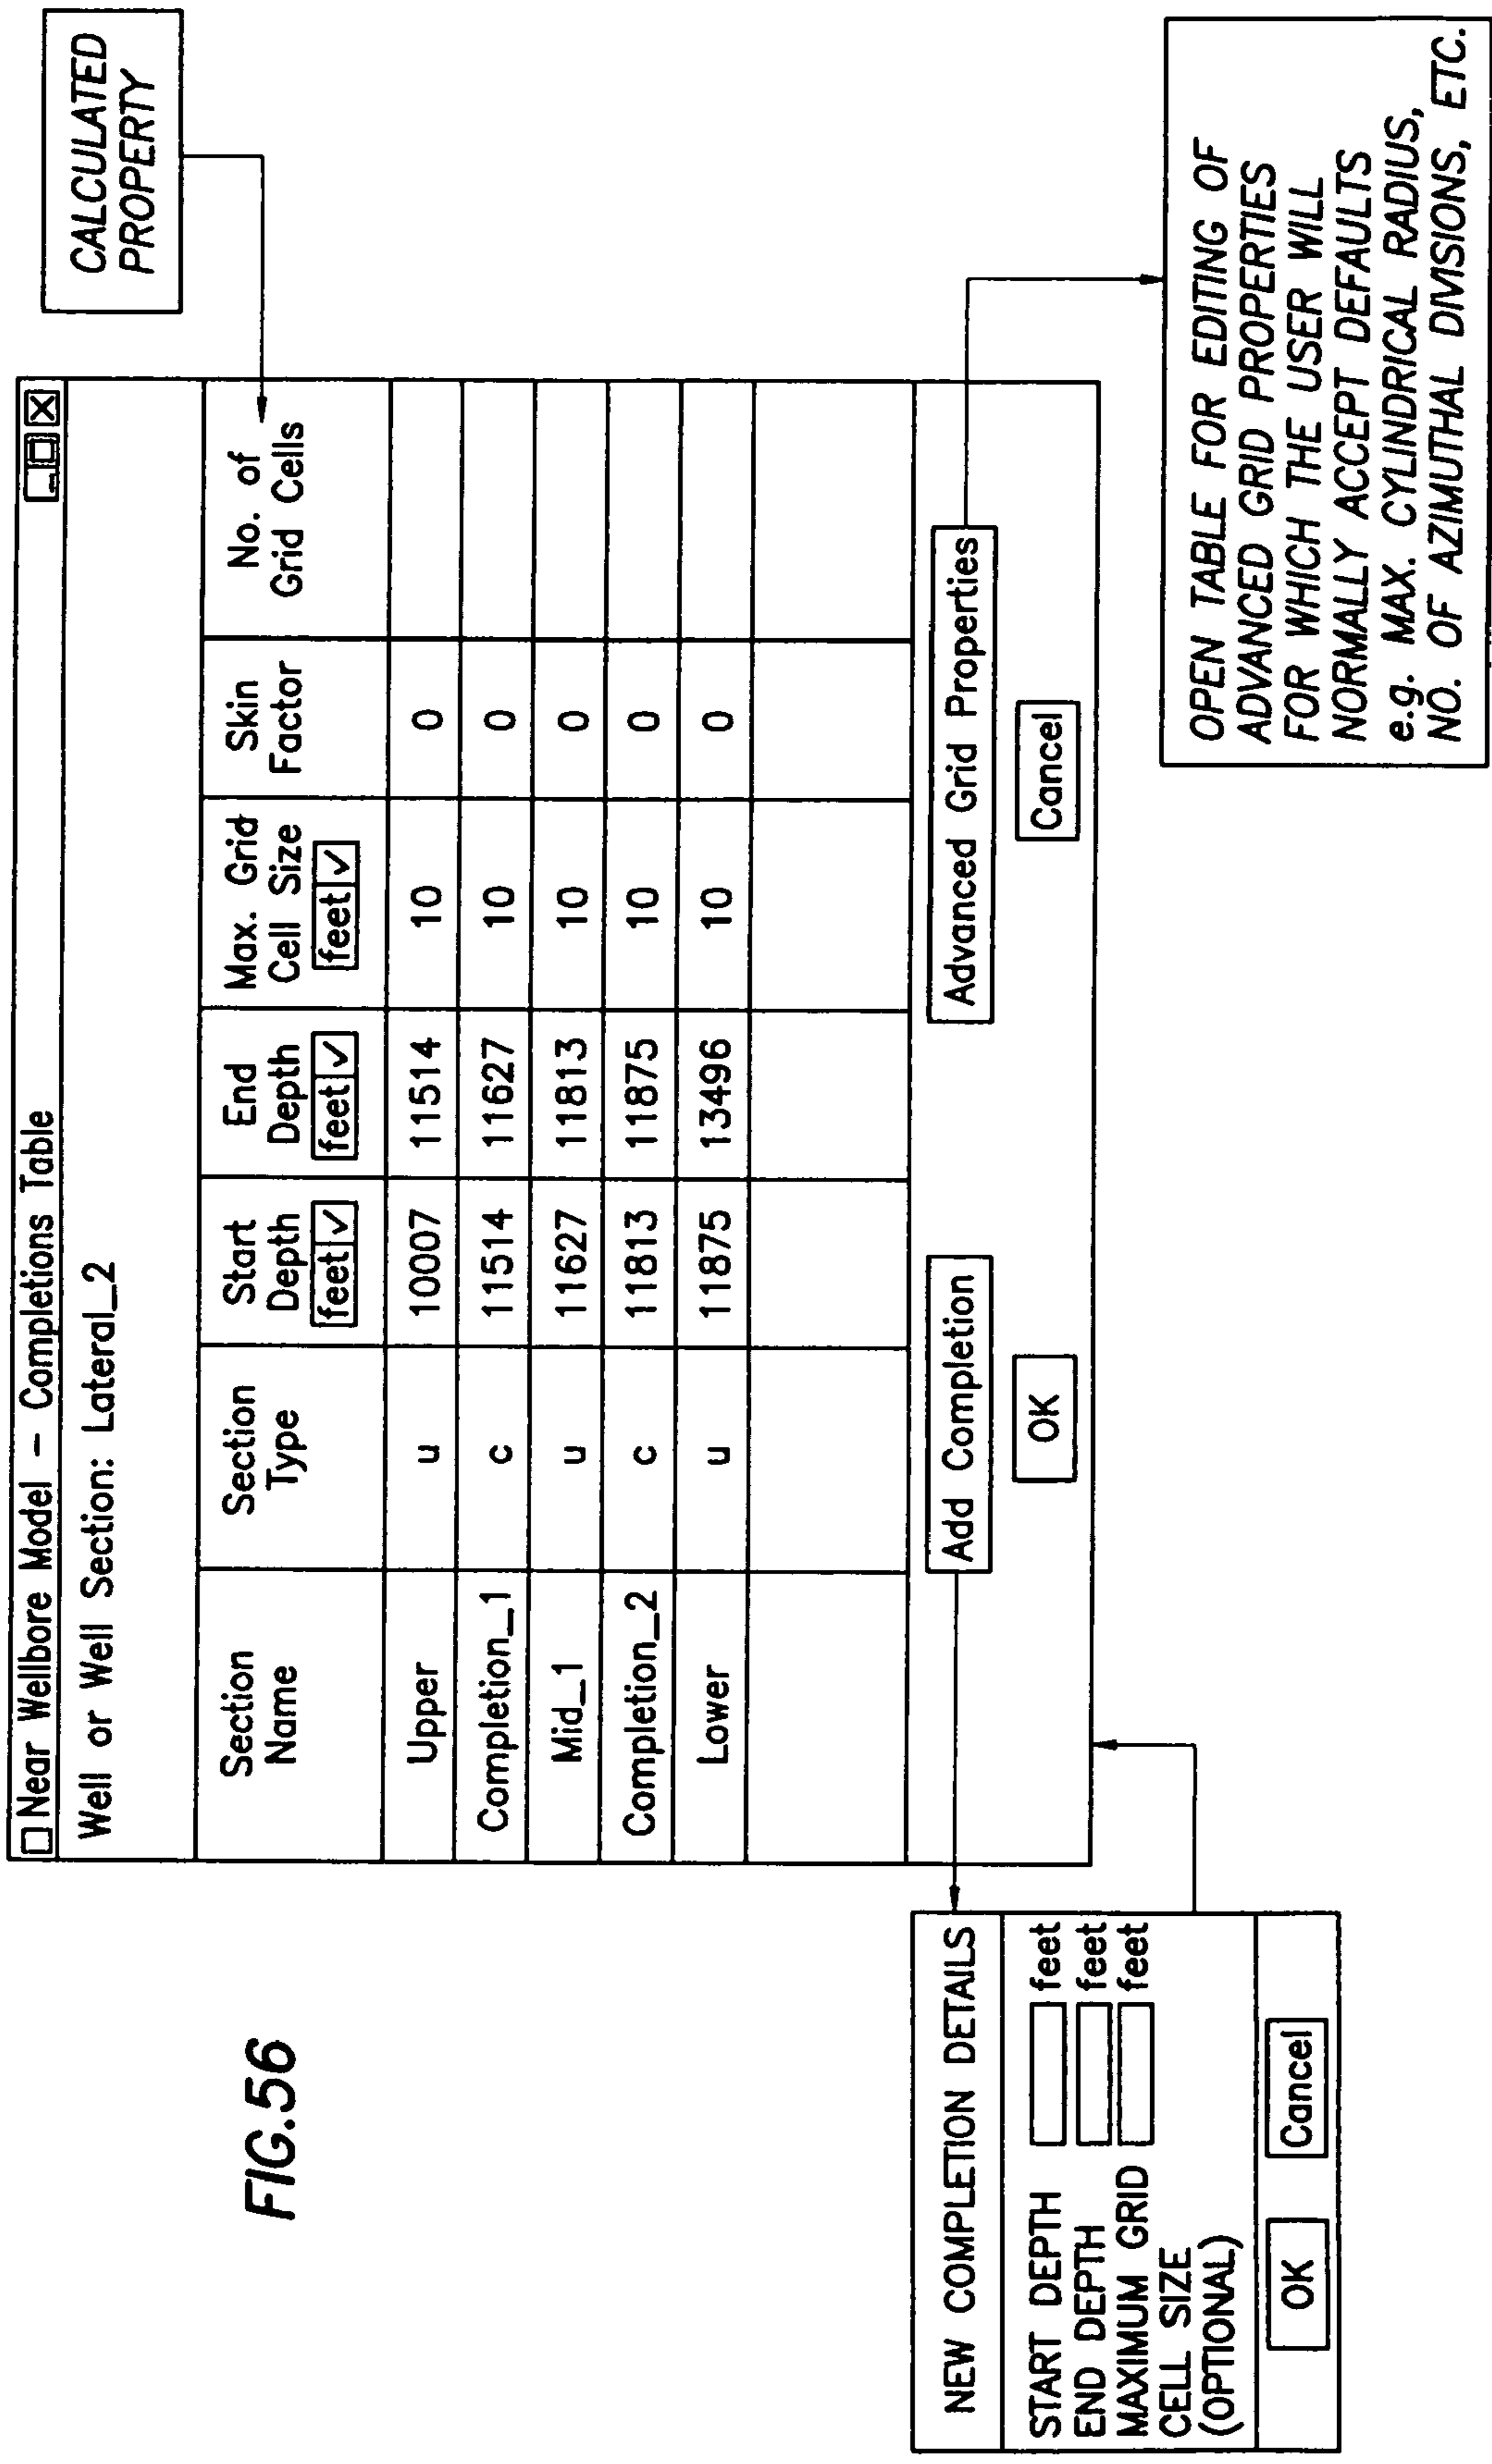 FIG.56
CALCULATED
PROPERTY
Near Wellbore Model – Completions Table
Well or Well Section: Lateral_2
Section Name | Section Type | Start Depth feet | End Depth feet | Max. Grid Cell Size feet | Skin Factor | No. of Grid Cells
Upper u 10007 11514 10 0
Completion_1 c 11514 11627 10 0
Mid_1 u 11627 11813 10 0
Completion_2 c 11813 11875 10 0
Lower u 11875 13496 10 0
Add Completion
Advanced Grid Properties
OK
Cancel
NEW COMPLETION DETAILS
START DEPTH feet
END DEPTH feet
MAXIMUM GRID feet
CELL SIZE
(OPTIONAL)
OK Cancel
OPEN TABLE FOR EDITING OF
ADVANCED GRID PROPERTIES
FOR WHICH THE USER WILL
NORMALLY ACCEPT DEFAULTS
e.g. MAX. CYLINDRICAL RADIUS,
NO. OF AZIMUTHAL DIVISIONS, ETC.